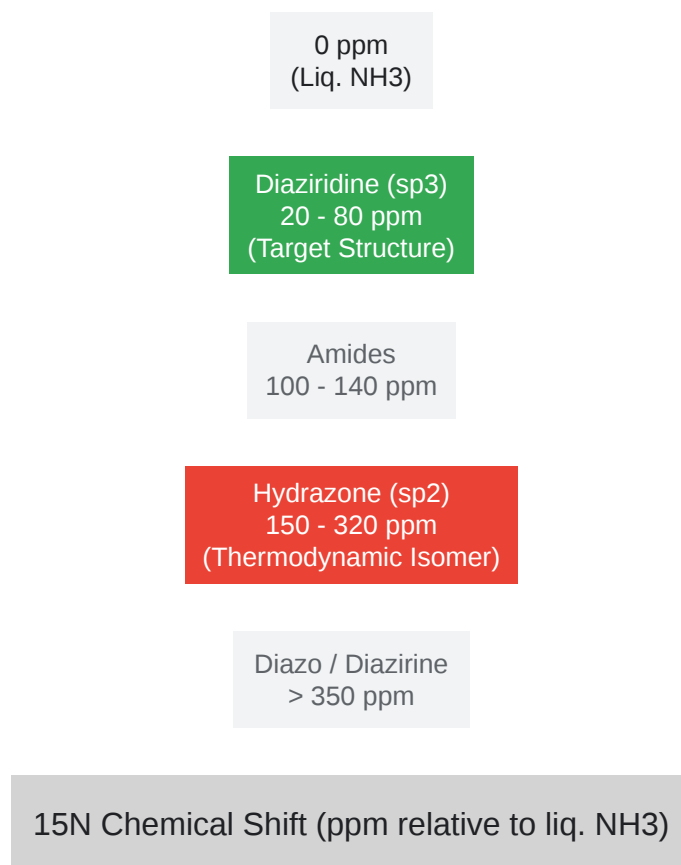 0 ppm
(Liq. NH3)
Diaziridine (sp3)
20 - 80 ppm
(Target Structure)
Amides
100 - 140 ppm
Hydrazone (sp2)
150 - 320 ppm
(Thermodynamic Isomer)
Diazo / Diazirine
> 350 ppm
15N Chemical Shift (ppm relative to liq. NH3)